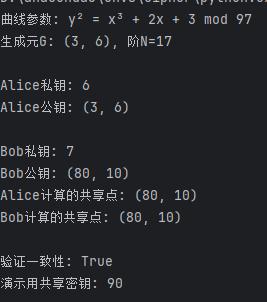 曲线参数: y² = x³ + 2x + 3 mod 97
生成元G: (3, 6), 阶N=17
Alice私钥: 6
Alice公钥: (3, 6)
Bob私钥: 7
Bob公钥: (80, 10)
Alice计算的共享点: (80, 10)
Bob计算的共享点: (80, 10)
验证一致性: True
演示用共享密钥: 90